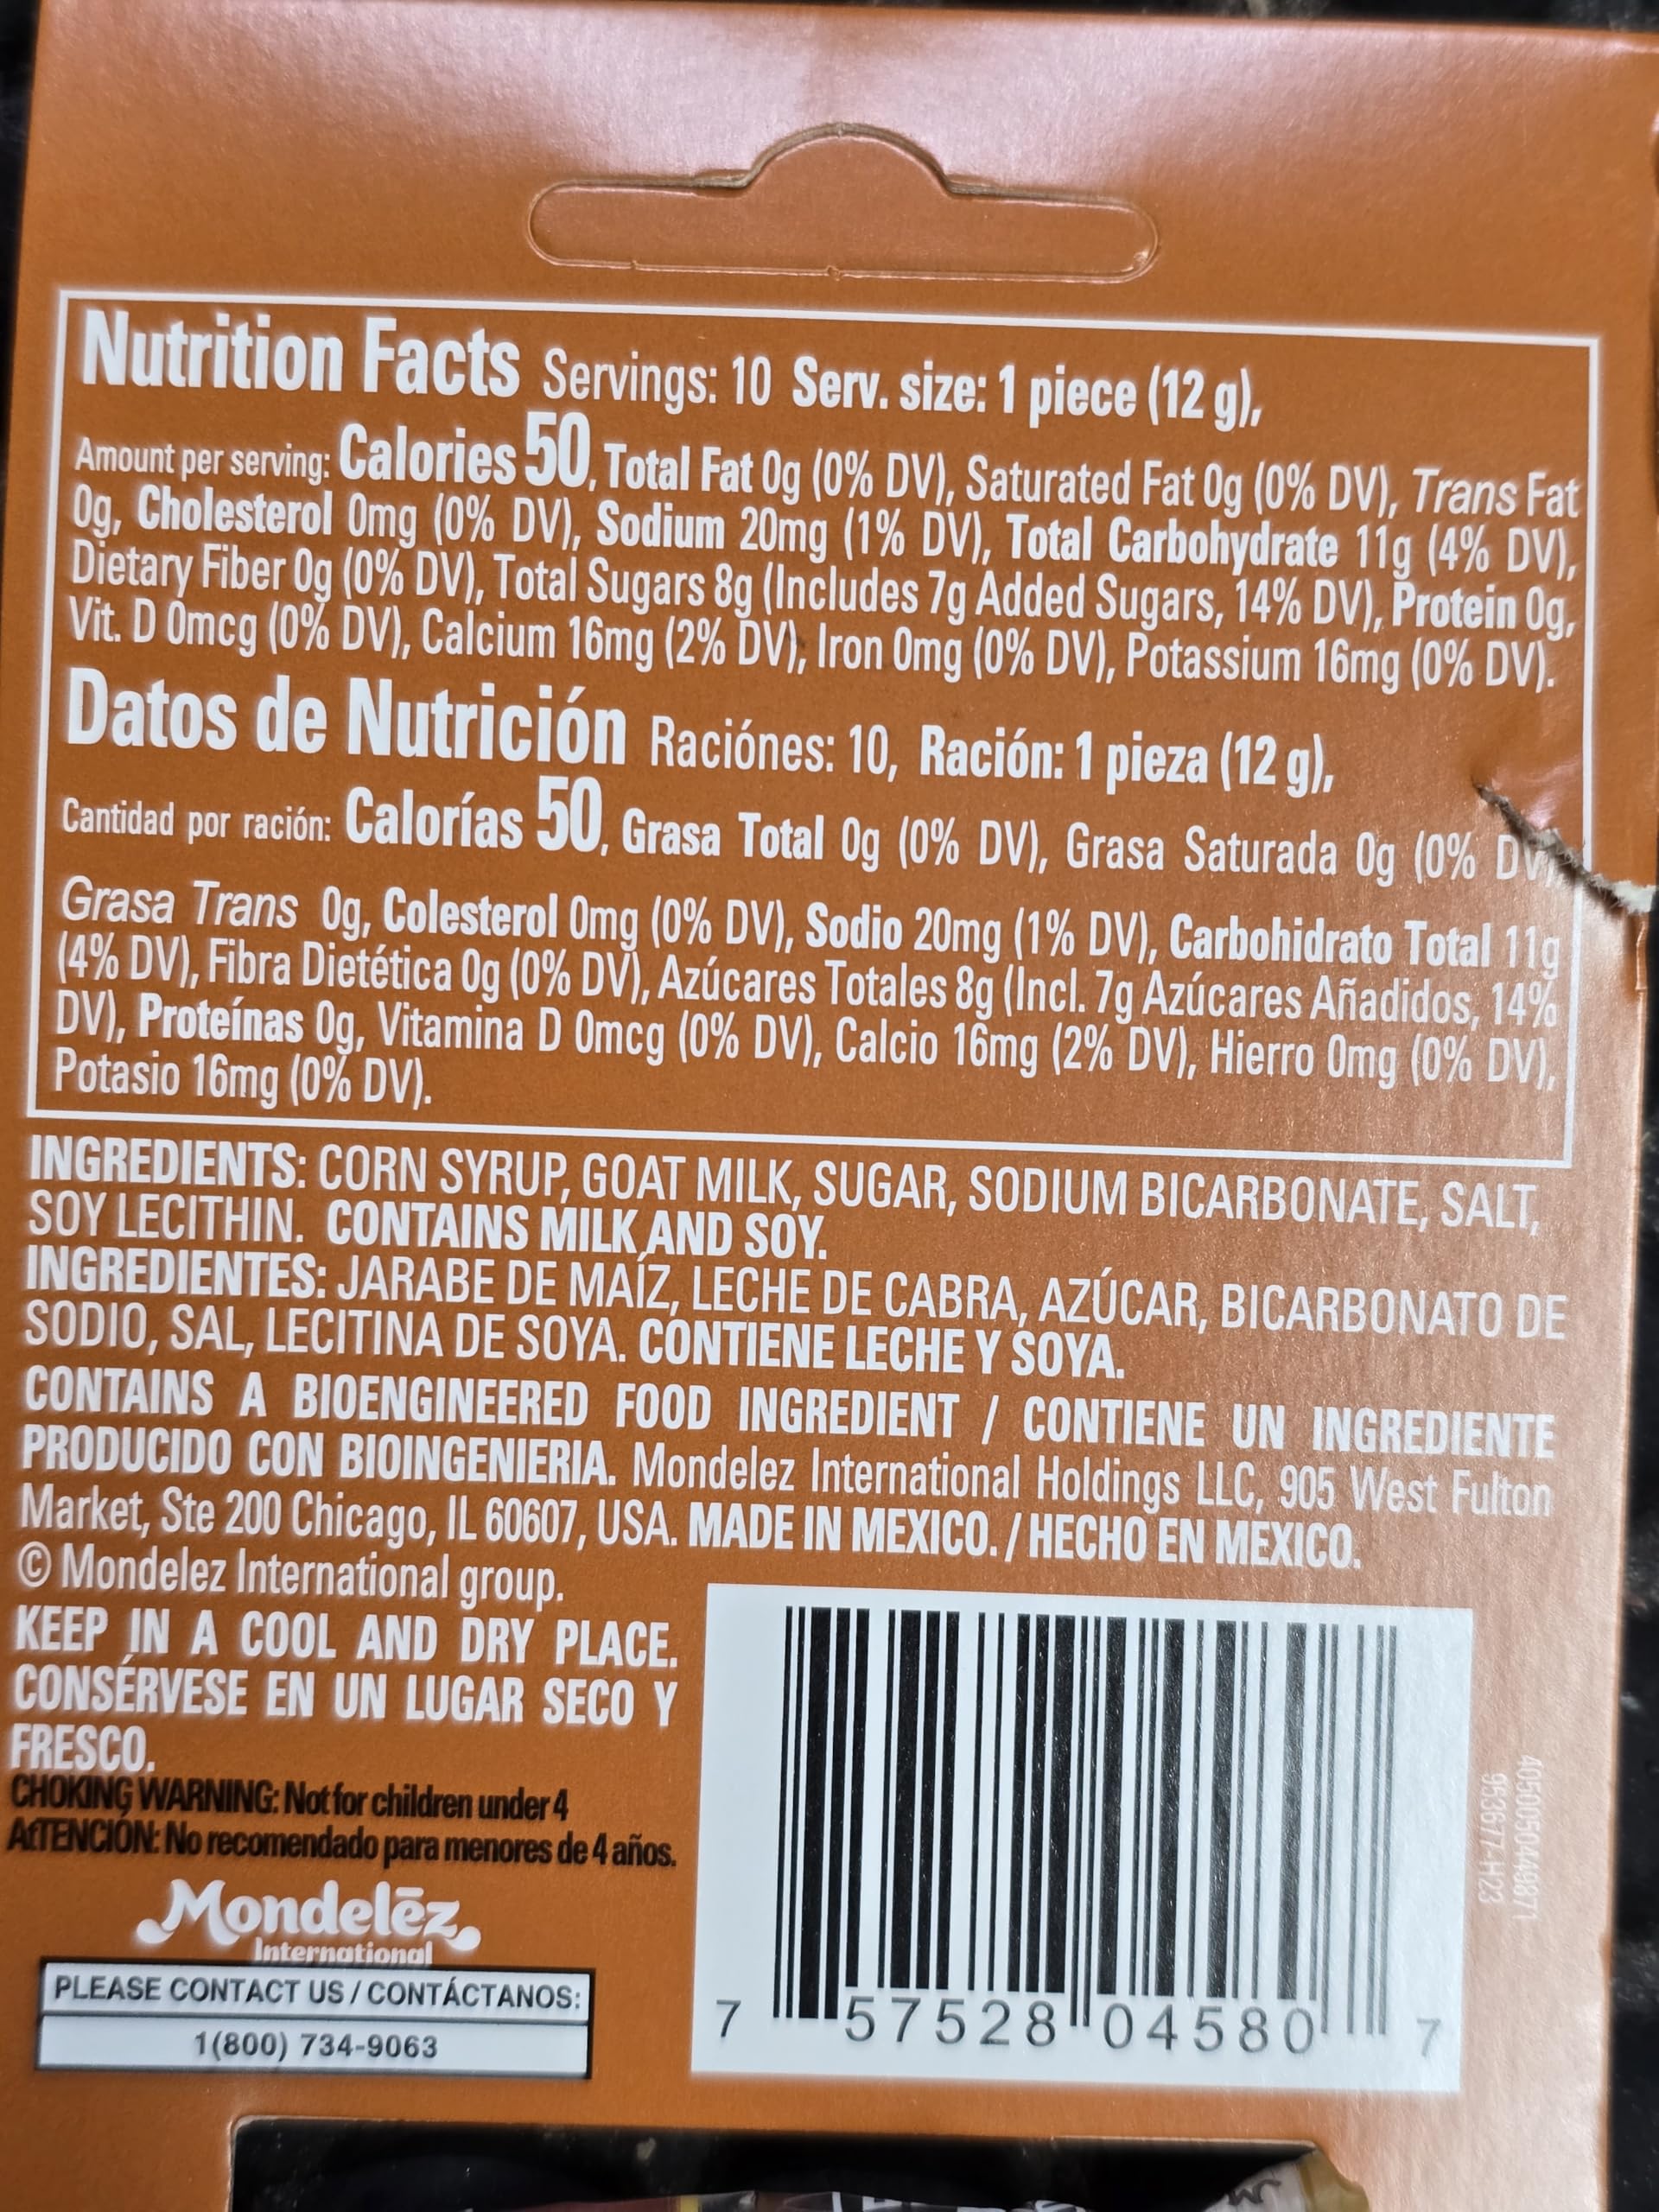 Nutrition Facts Servings: 10 Serv. size: 1 piece (12 g),
Amount per serving: Calories 50, Total Fat 0g (0% DV), Saturated Fat 0g (0% DV), Trans Fat
0g, Cholesterol 0mg (0% DV), Sodium 20mg (1% DV), Total Carbohydrate 11g (4% DV),
Dietary Fiber 0g (0% DV), Total Sugars 8g (Includes 7g Added Sugars, 14% DV), Protein 0g,
Vit. D 0mcg (0% DV), Calcium 16mg (2% DV), Iron 0mg (0% DV), Potassium 16mg (0% DV).
Datos de Nutrición Raciónes: 10, Ración: 1 pieza (12 g),
Cantidad por ración: Calorías 50, Grasa Total 0g (0% DV), Grasa Saturada 0g (0% DV),
Grasa Trans 0g, Colesterol 0mg (0% DV), Sodio 20mg (1% DV), Carbohidrato Total 11g
(4% DV), Fibra Dietética 0g (0% DV), Azúcares Totales 8g (Incl. 7g Azúcares Añadidos, 14%
DV), Proteínas 0g, Vitamina D 0mcg (0% DV), Calcio 16mg (2% DV), Hierro 0mg (0% DV),
Potasio 16mg (0% DV).
INGREDIENTS: CORN SYRUP, GOAT MILK, SUGAR, SODIUM BICARBONATE, SALT,
SOY LECITHIN. CONTAINS MILK AND SOY.
INGREDIENTES: JARABE DE MAÍZ, LECHE DE CABRA, AZÚCAR, BICARBONATO DE
SODIO, SAL, LECITINA DE SOYA. CONTIENE LECHE Y SOYA.
CONTAINS A BIOENGINEERED FOOD INGREDIENT / CONTIENE UN INGREDIENTE
PRODUCIDO CON BIOINGENIERIA. Mondelez International Holdings LLC, 905 West Fulton
Market, Ste 200 Chicago, IL 60607, USA. MADE IN MEXICO. / HECHO EN MEXICO.
© Mondelez International group.
KEEP IN A COOL AND DRY PLACE.
CONSÉRVESE EN UN LUGAR SECO Y
FRESCO.
CHOKING WARNING: Not for children under 4
AtTENCIÓN: No recomendado para menores de 4 años.
Mondelēz
International
PLEASE CONTACT US / CONTÁCTANOS:
1(800) 734-9063
7 57528 04580 7
953677-H23